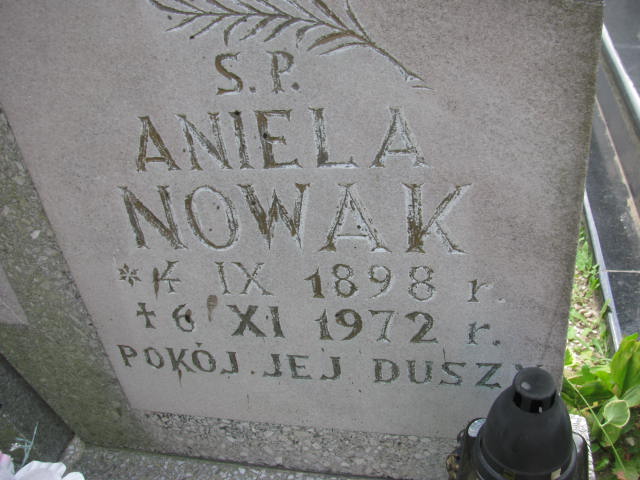 S.P.
ANIELA
NOWAK
* 4 IX 1898 r.
✝ 6 XI 1972 r.
POKÓJ JEJ DUSZY